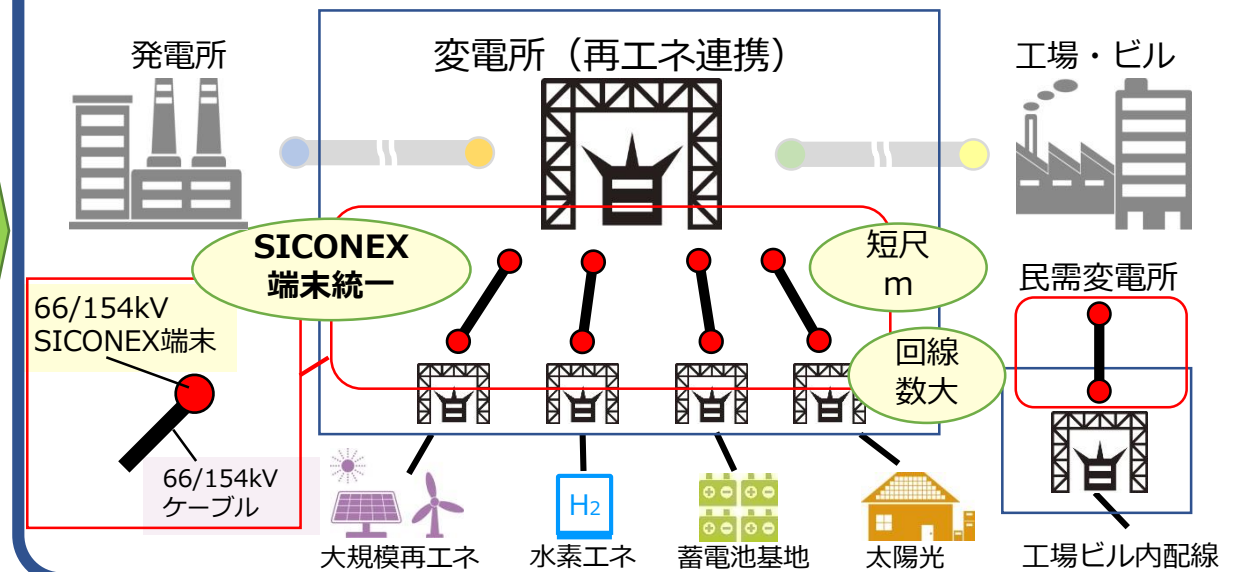 発電所
変電所（再エネ連携）
工場・ビル
SICONEX
端末統一
短尺
m
民需変電所
66/154kV
SICONEX端末
回線
数大
66/154kV
ケーブル
H2
大規模再エネ
水素エネ
蓄電池基地
太陽光
工場ビル内配線